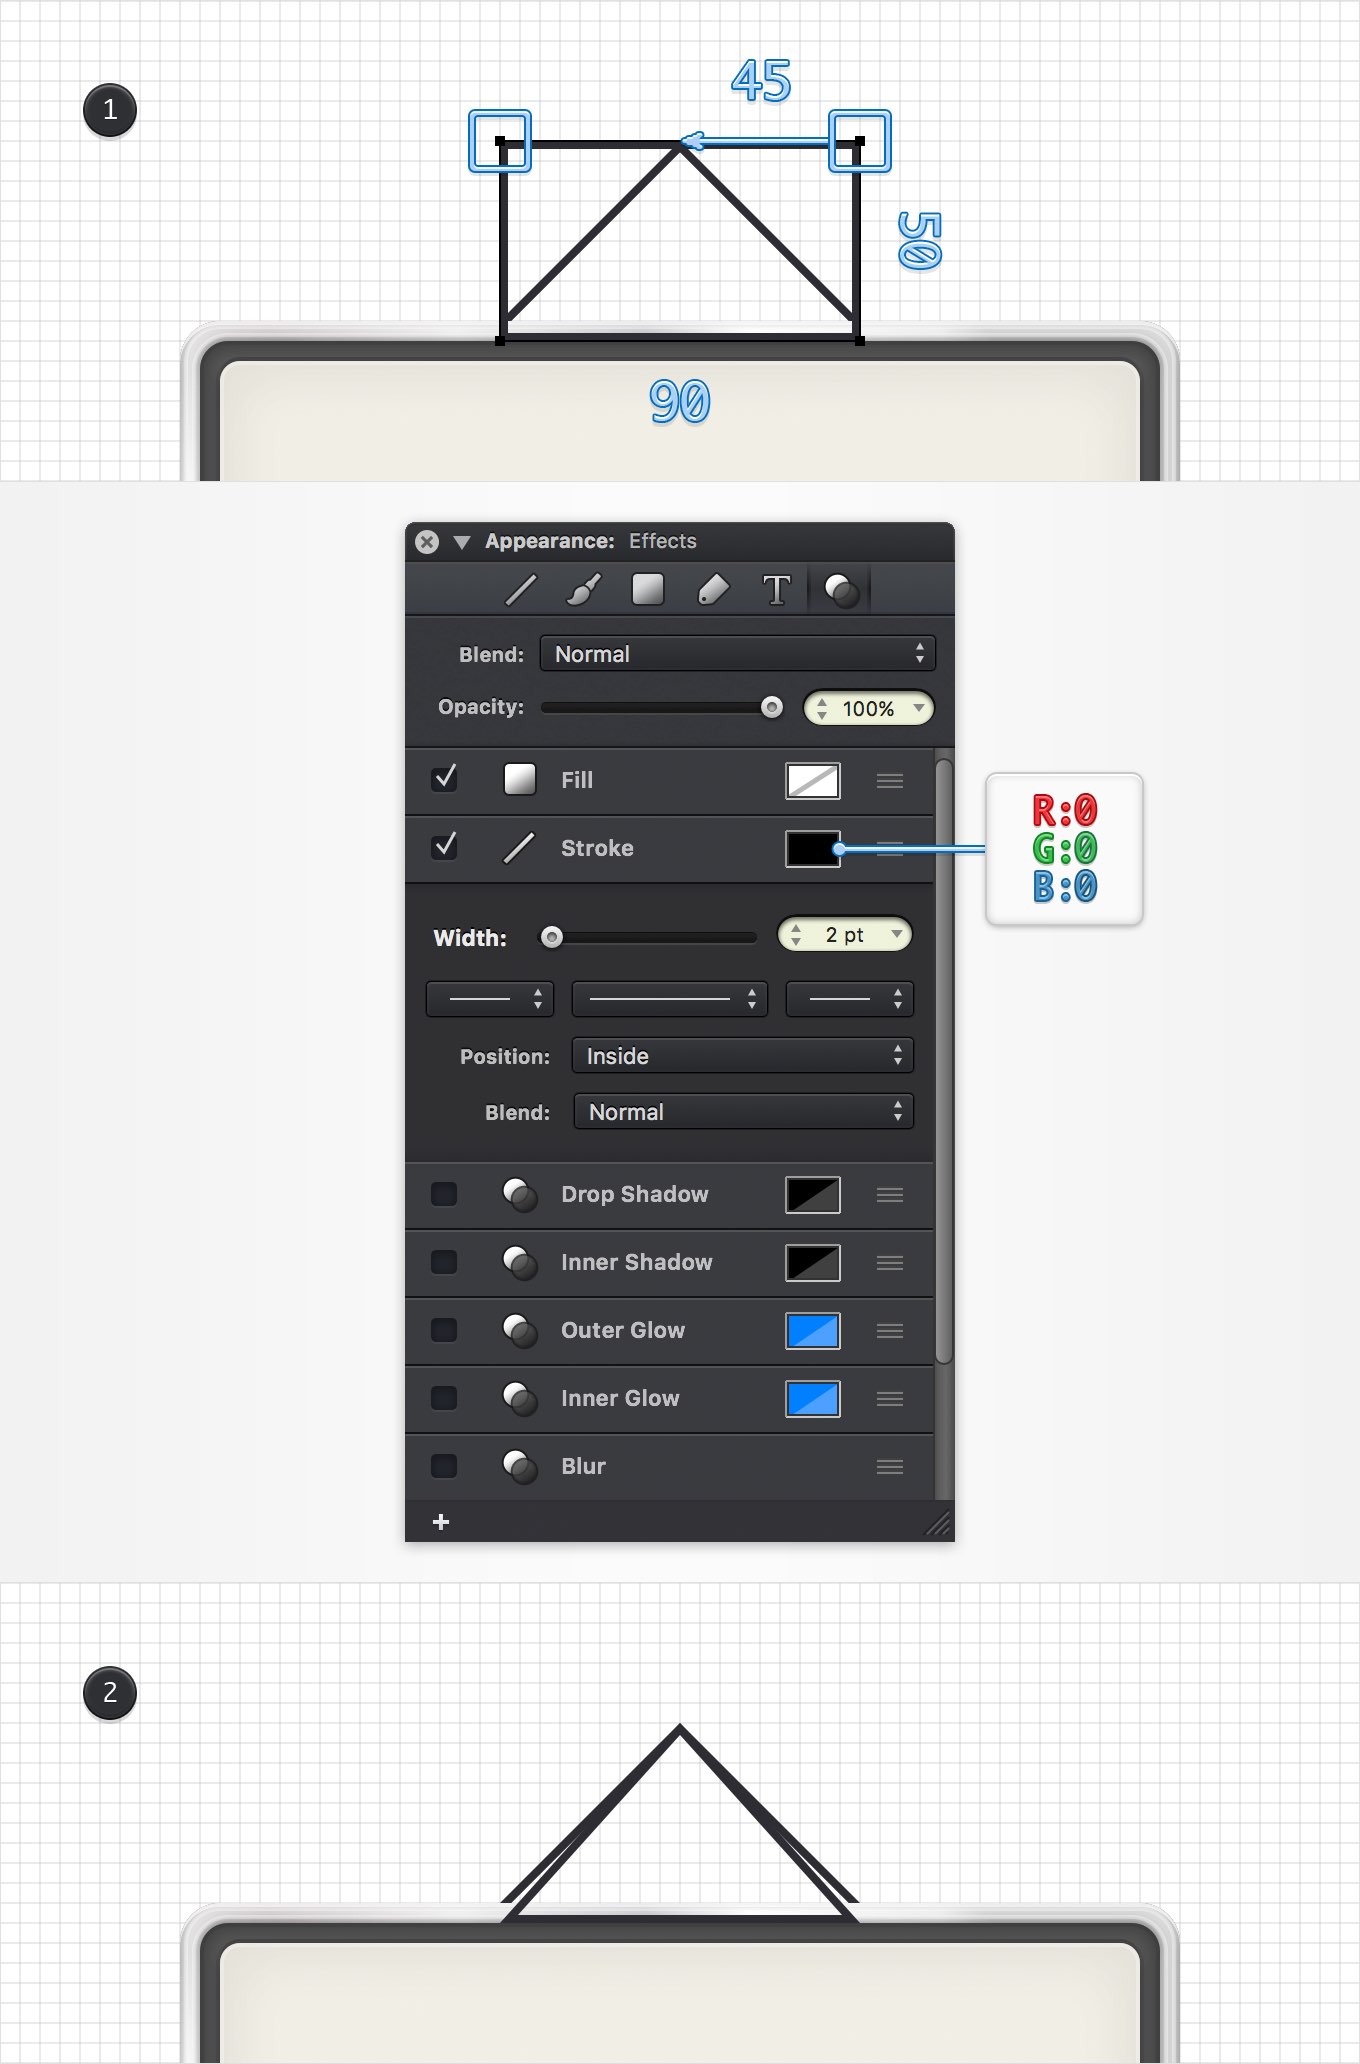 1
45
50
90
Appearance: Effects
T
Blend: Normal
Opacity: 100%
Fill
Stroke
R:0
G:0
B:0
Width: 2 pt
Position: Inside
Blend: Normal
Drop Shadow
Inner Shadow
Outer Glow
Inner Glow
Blur
+
2